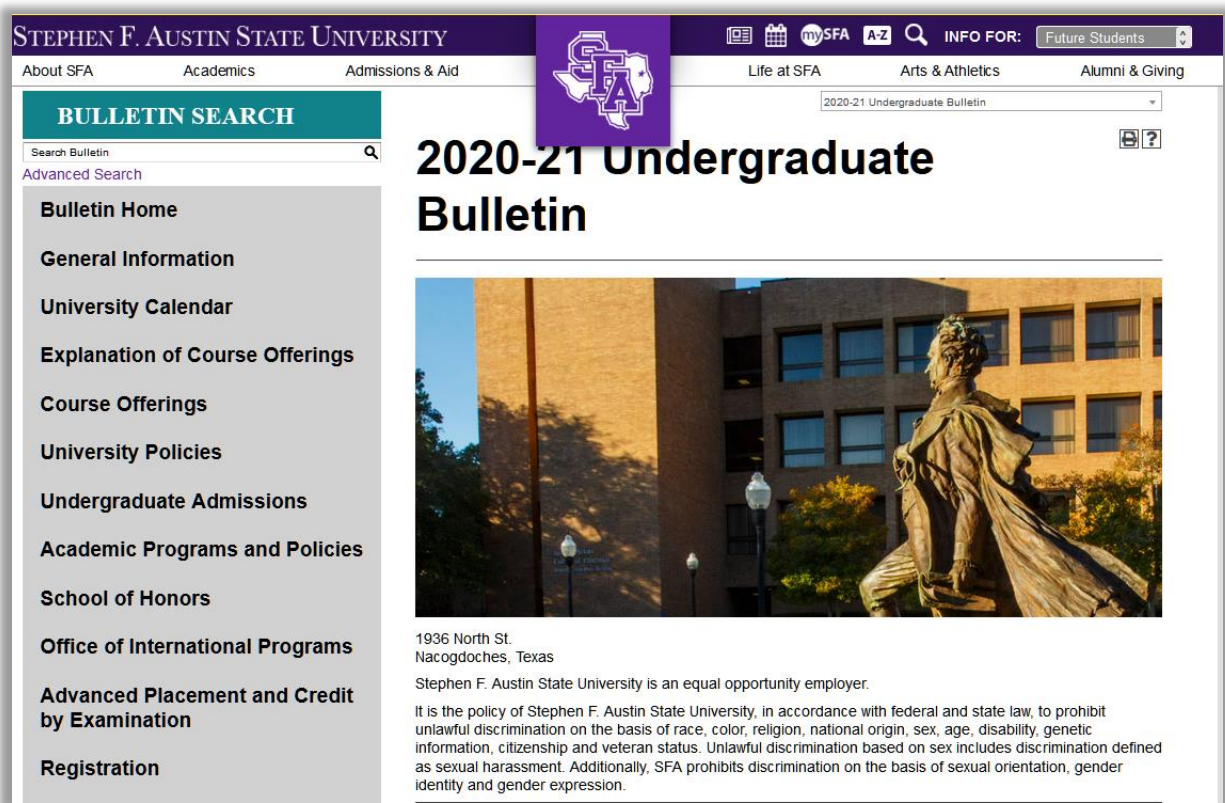 STEPHEN F. AUSTIN STATE UNIVERSITY
mySFA A-Z INFO FOR: Future Students
About SFA Academics Admissions & Aid SFA Life at SFA Arts & Athletics Alumni & Giving
2020-21 Undergraduate Bulletin
BULLETIN SEARCH
Search Bulletin
Advanced Search
Bulletin Home
General Information
University Calendar
Explanation of Course Offerings
Course Offerings
University Policies
Undergraduate Admissions
Academic Programs and Policies
School of Honors
Office of International Programs
Advanced Placement and Credit
by Examination
Registration
?
2020-21 Undergraduate
Bulletin
1936 North St.
Nacogdoches, Texas
Stephen F. Austin State University is an equal opportunity employer.
It is the policy of Stephen F. Austin State University, in accordance with federal and state law, to prohibit
unlawful discrimination on the basis of race, color, religion, national origin, sex, age, disability, genetic
information, citizenship and veteran status. Unlawful discrimination based on sex includes discrimination defined
as sexual harassment. Additionally, SFA prohibits discrimination on the basis of sexual orientation, gender
identity and gender expression.